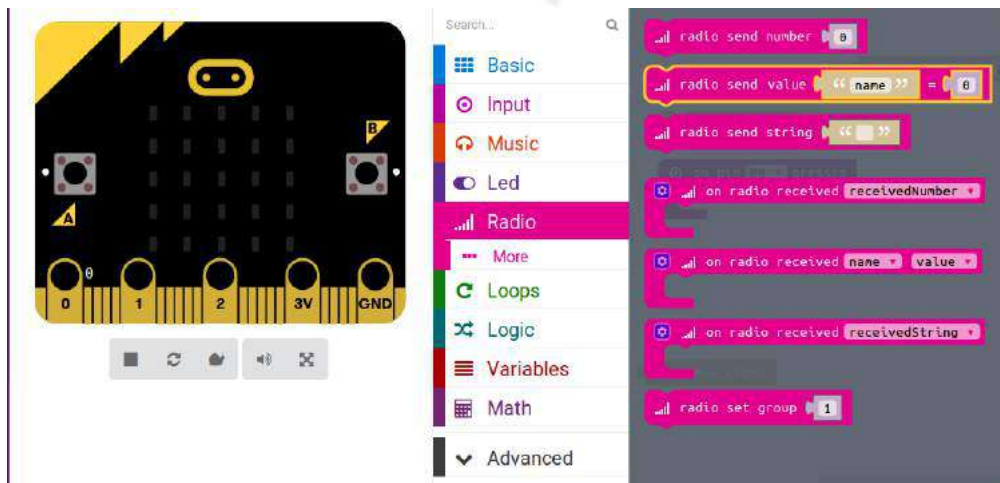 B
A
0
0
1
2
3V
GND
Search...
Basic
Input
Music
Led
Radio
More
Loops
Logic
Variables
Math
Advanced
radio send number 0
radio send value “ name ” = 0
radio send string “ ”
on radio received receivedNumber
on radio received name value
on radio received receivedString
radio set group 1